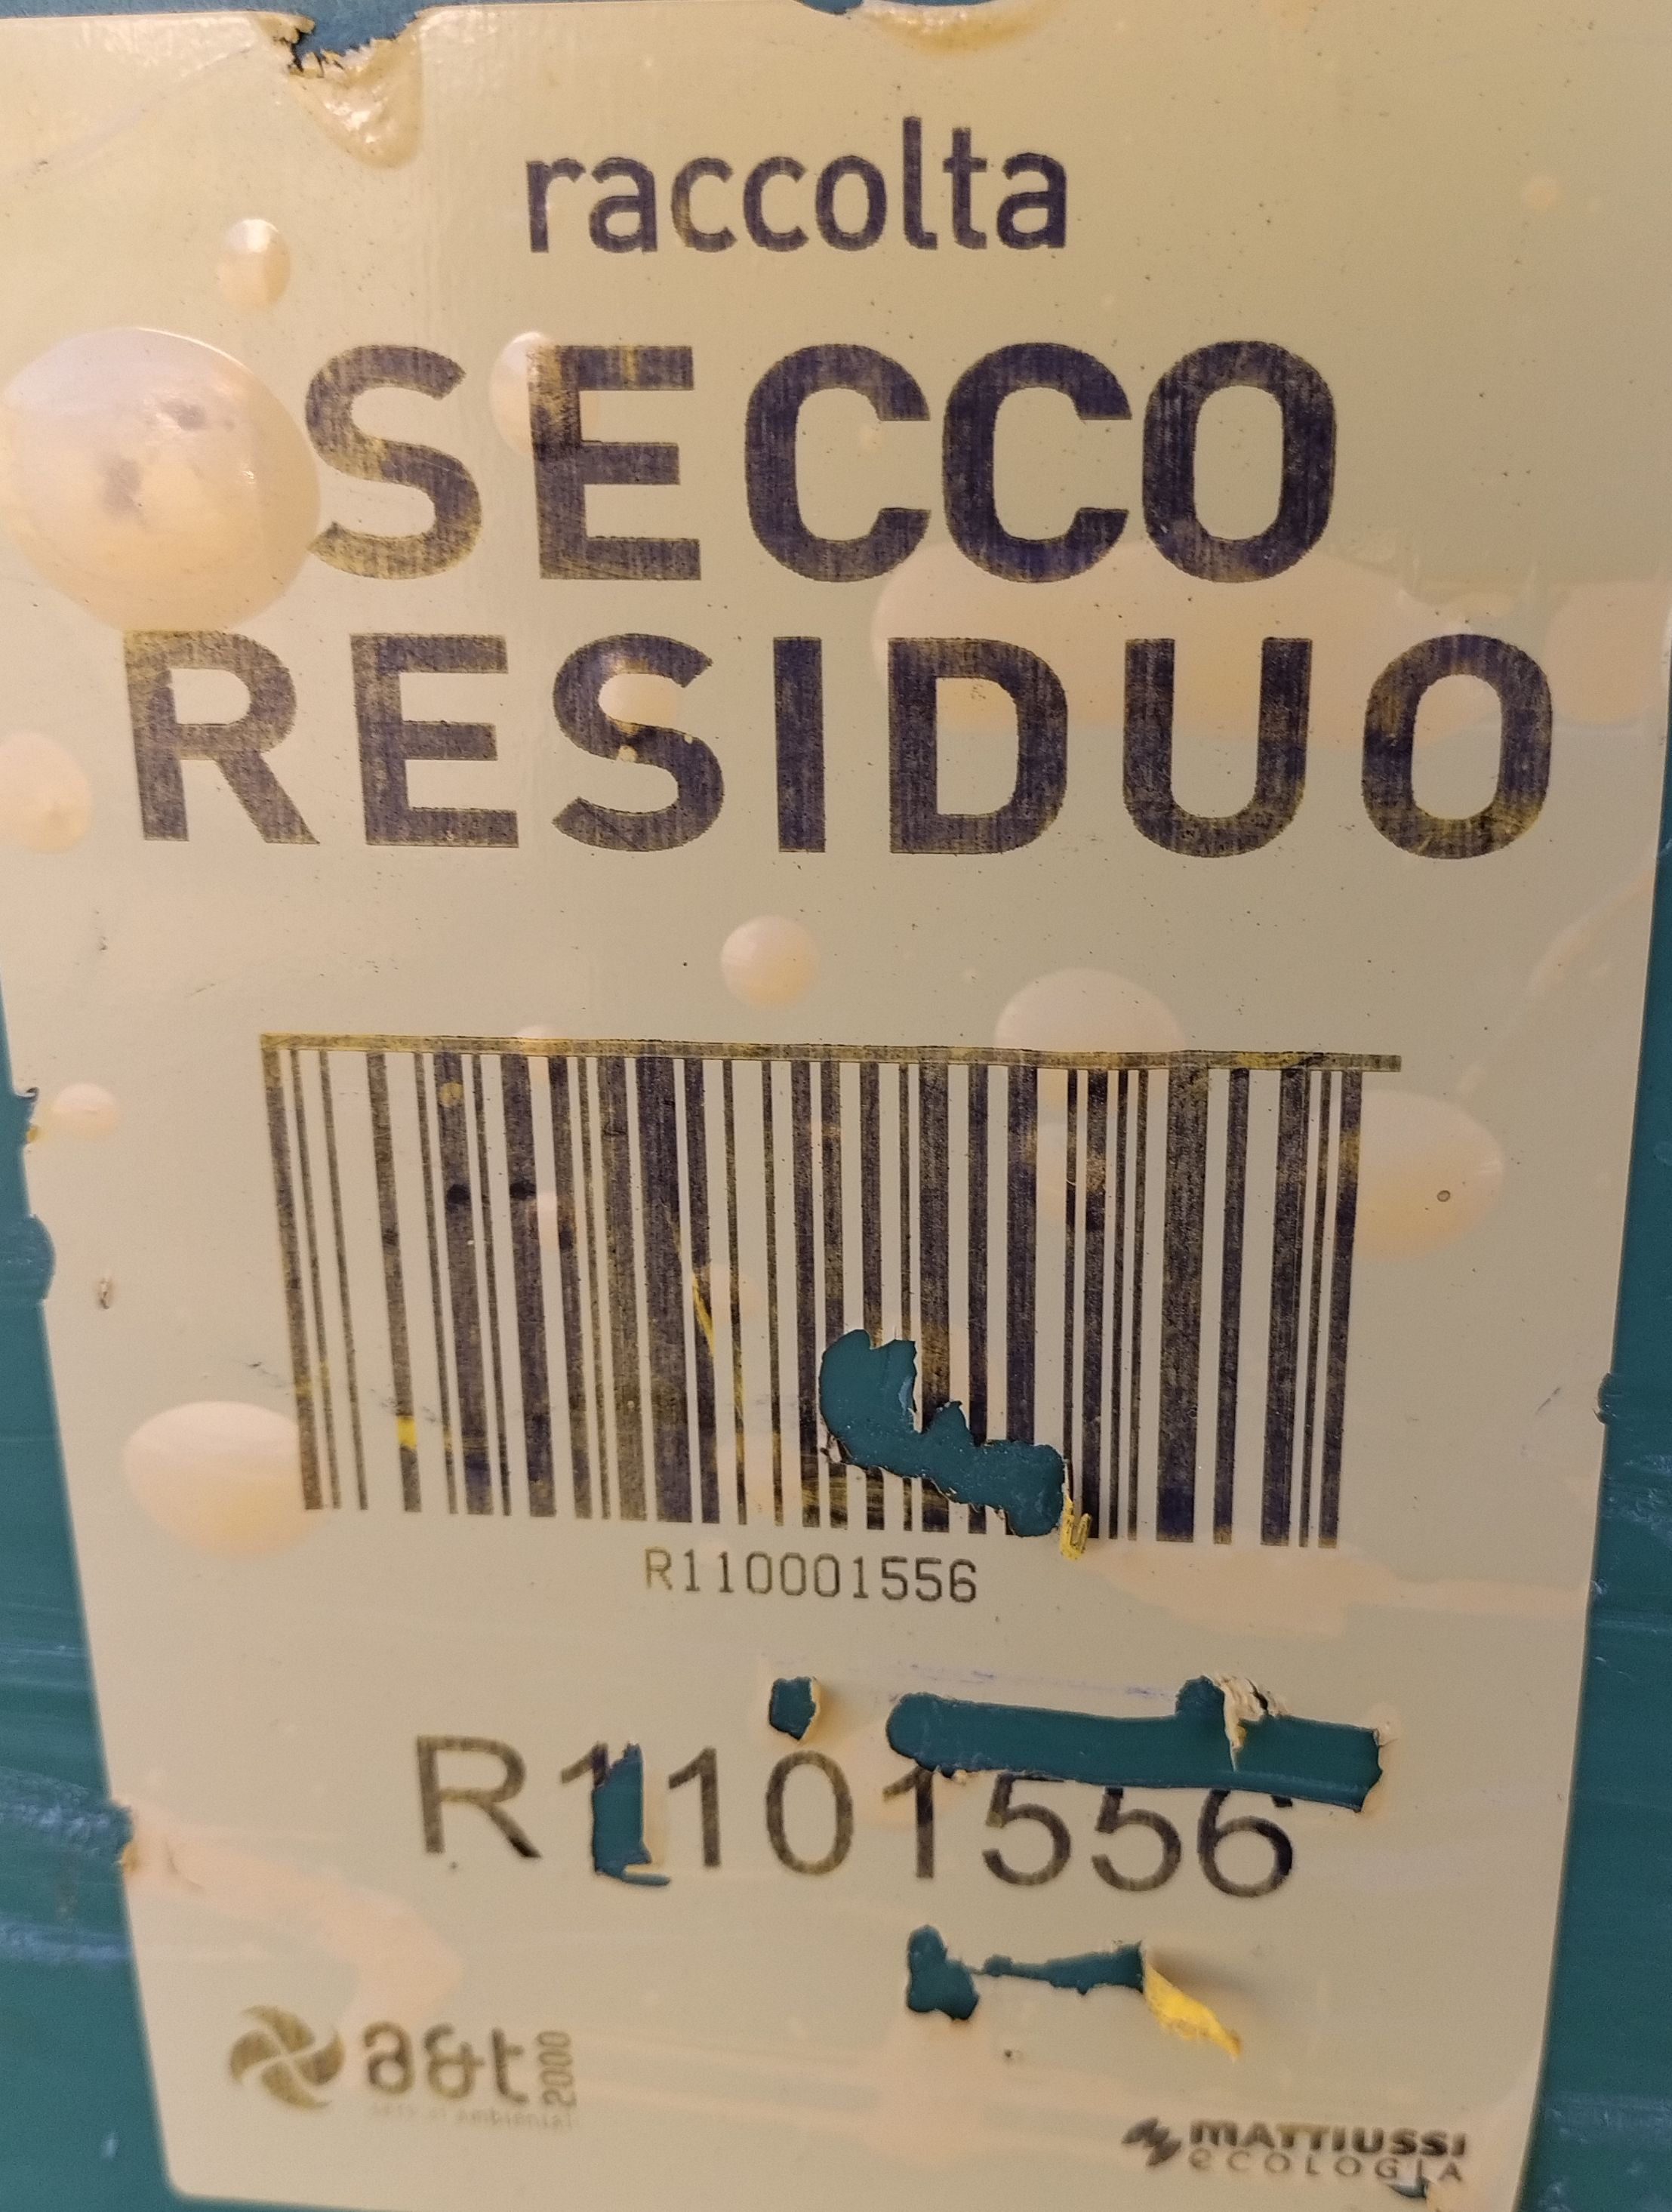 raccolta
SECCO
RESIDUO
R110001556
R1101556
a&t 2000
MATTIUSSI
eCOLOGIA